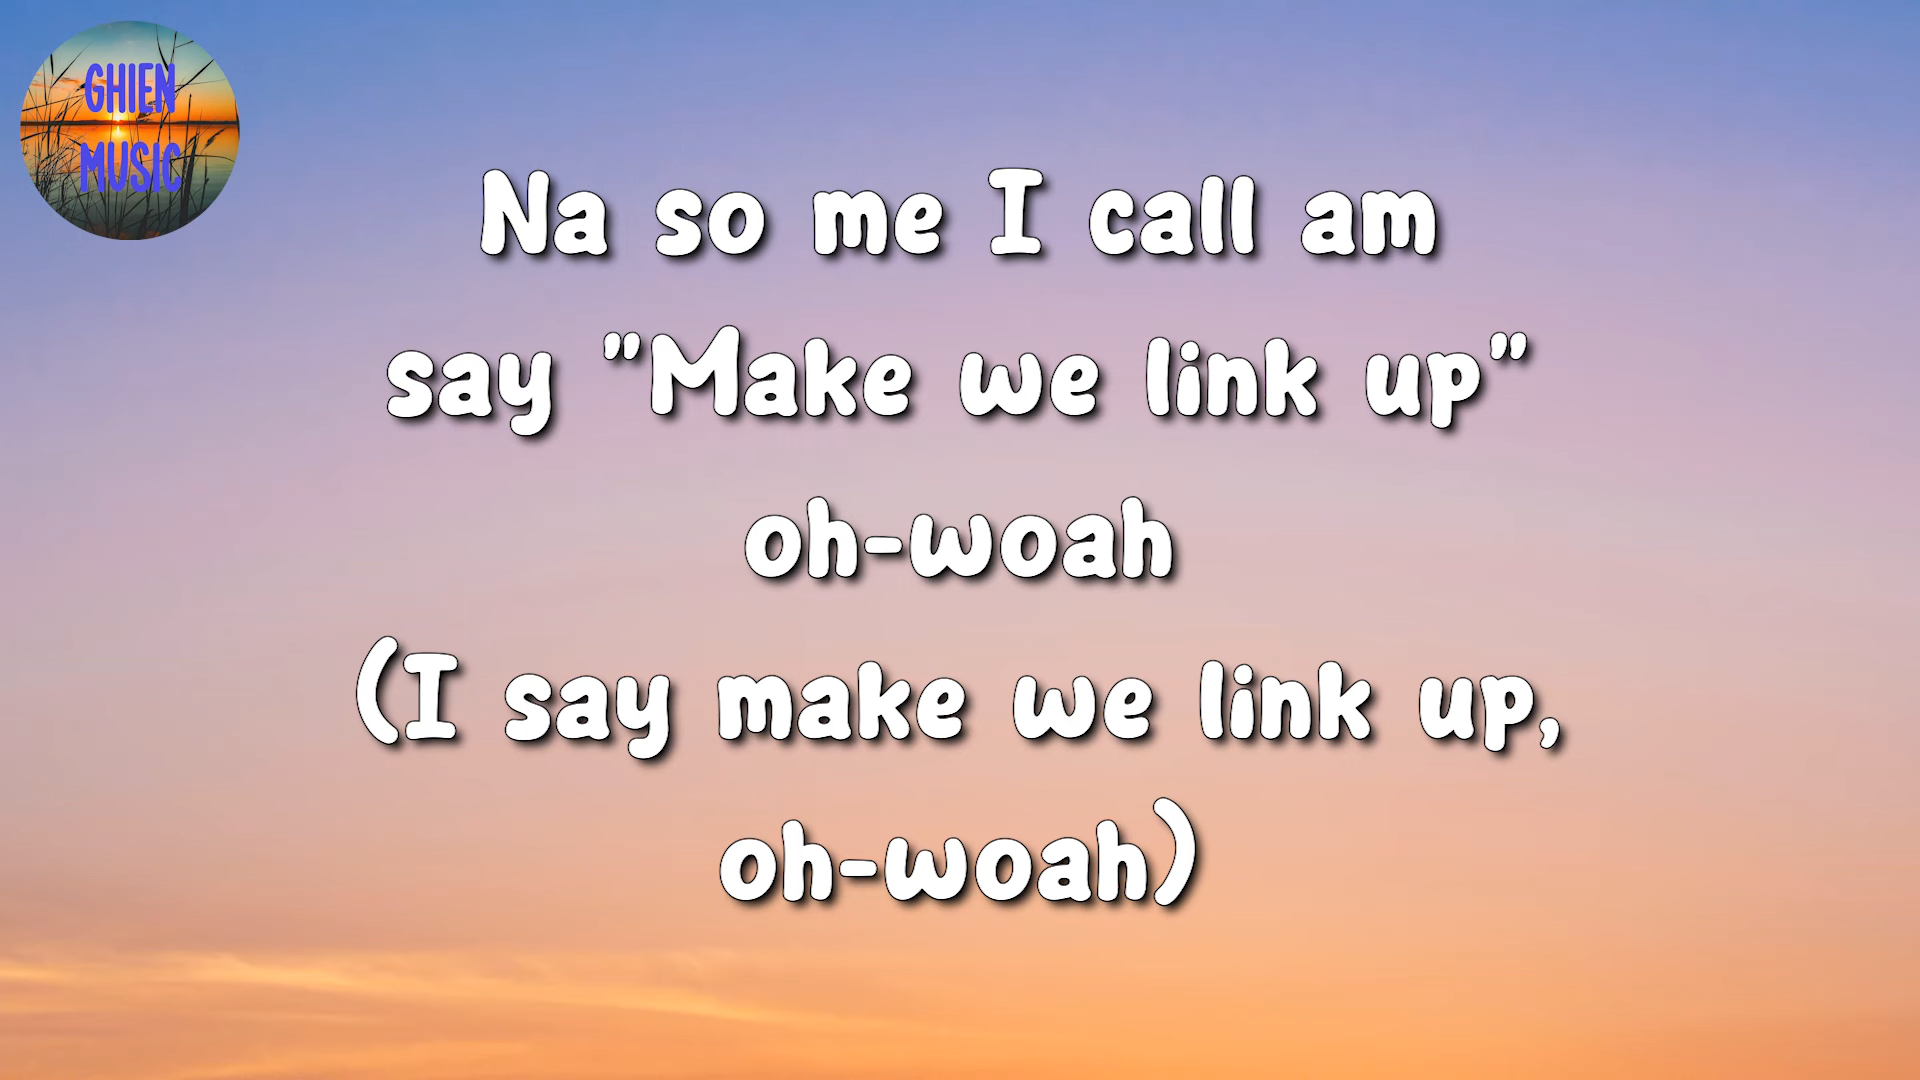 GHIEN
MUSIC
Na so me I call am
say "Make we link up"
oh-woah
(I say make we link up,
oh-woah)